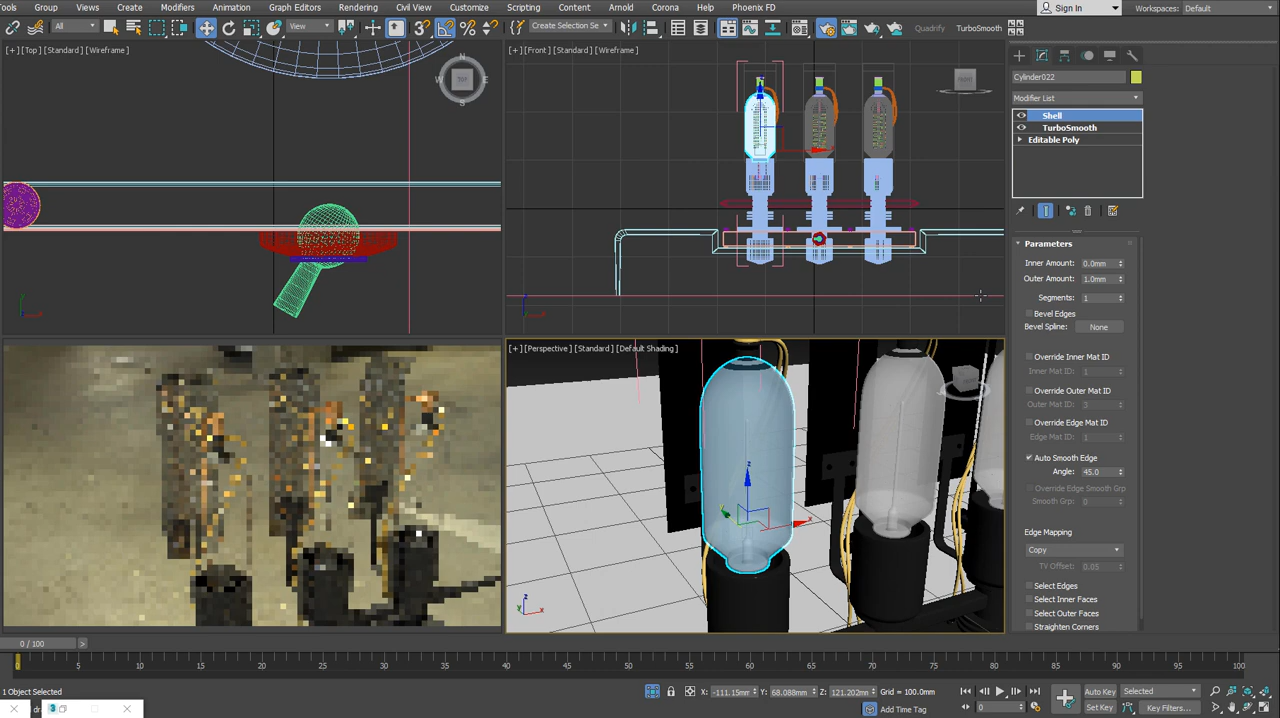 Tools Group Views Create Modifiers Animation Graph Editors Rendering Civil View Customize Scripting Content Arnold Corona Help Phoenix FD Sign In Workspaces: Default
All View Create Selection Se Quadrify TurboSmooth
[+] [Top] [Standard] [Wireframe]
[+] [Front] [Standard] [Wireframe]
Cylinder022
Modifier List
Shell
TurboSmooth
Editable Poly
Parameters
Inner Amount: 0.0mm
Outer Amount: 1.0mm
Segments: 1
Bevel Edges
Bevel Spline: None
[+] [Perspective] [Standard] [Default Shading]
Override Inner Mat ID
Inner Mat ID: 1
Override Outer Mat ID
Outer Mat ID: 3
Override Edge Mat ID
Edge Mat ID: 1
Auto Smooth Edge
Angle: 45.0
Override Edge Smooth Grp
Smooth Grp: 0
Edge Mapping
Copy
TV Offset: 0.05
Select Edges
Select Inner Faces
Select Outer Faces
Straighten Corners
0 / 100
0 5 10 15 20 25 30 35 40 45 50 55 60 65 70 75 80 85 90 95 100
1 Object Selected
X: -111.15mm Y: 68.088mm Z: 121.202mm Grid = 100.0mm
Auto Key Selected
Add Time Tag
0
Set Key Key Filters...